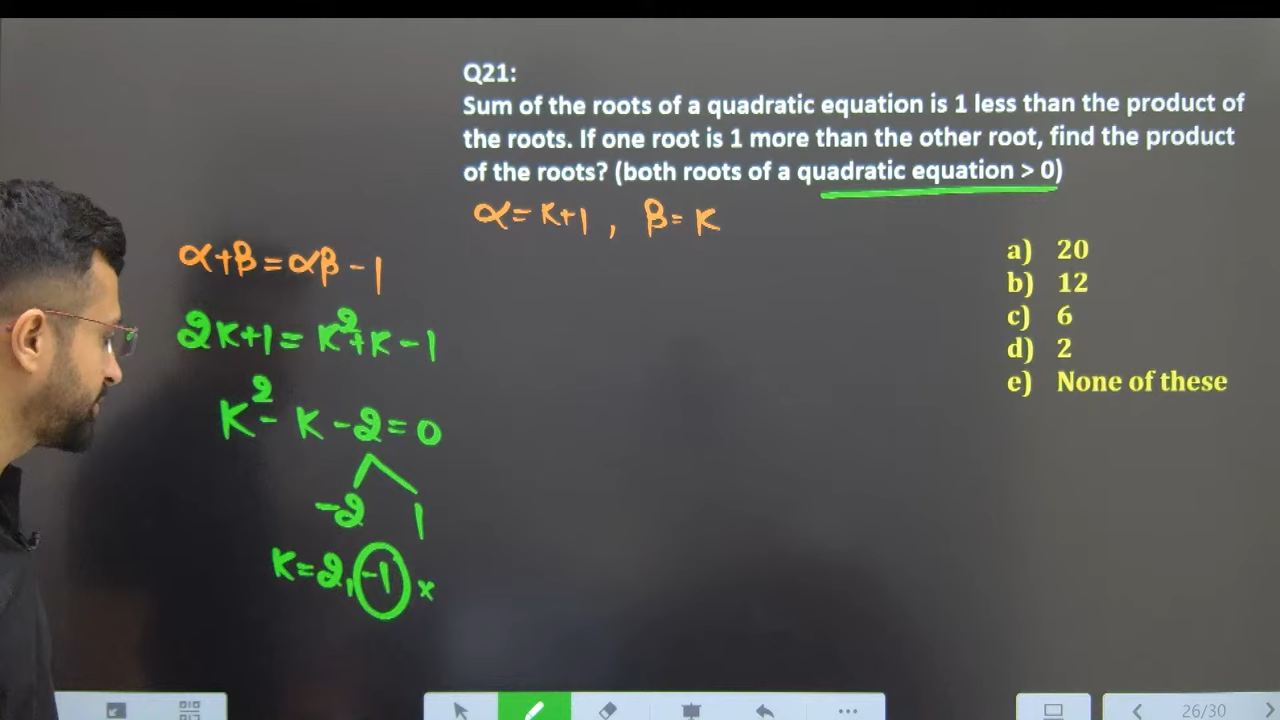 Q21:
Sum of the roots of a quadratic equation is 1 less than the product of
the roots. If one root is 1 more than the other root, find the product
of the roots? (both roots of a quadratic equation > 0)
α = K+1 , β = K
α+β = αβ - 1
2K+1 = K²+K-1
K² - K - 2 = 0
-2 1
K = 2, -1 ×
a) 20
b) 12
c) 6
d) 2
e) None of these
26/30